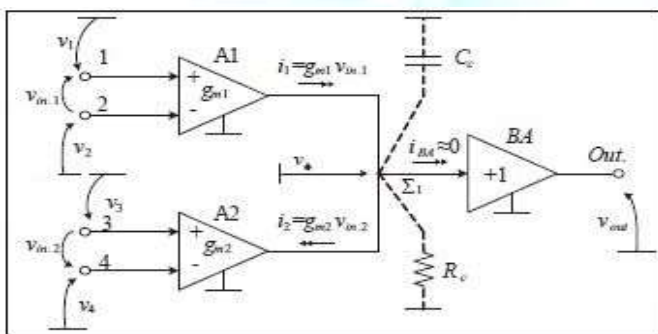 v1
1
A1
i1=gm1 vin.1
Cc
vin.1
+
gm1
-
2
v2
iBA≈0
BA
v*
Σ1
+1
Out.
v3
3
A2
i2=gm2 vin.2
vout
vin.2
+
gm2
-
4
v4